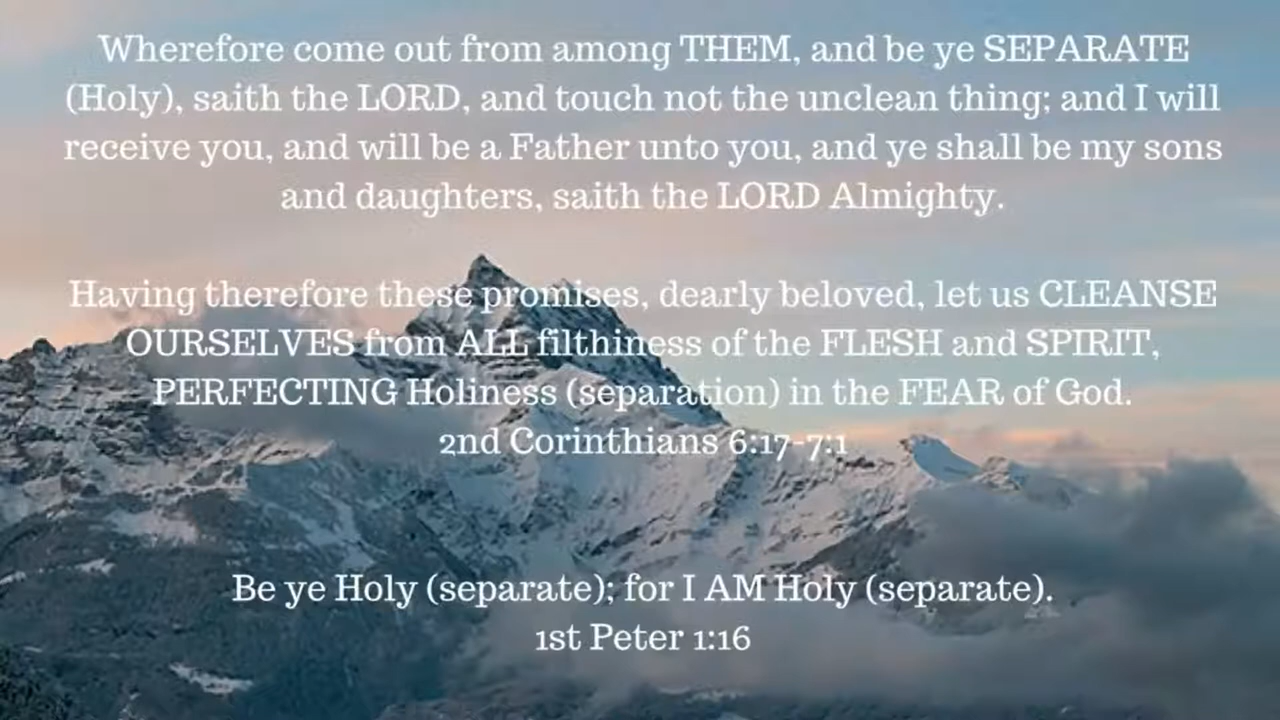 Wherefore come out from among THEM, and be ye SEPARATE
(Holy), saith the LORD, and touch not the unclean thing; and I will
receive you, and will be a Father unto you, and ye shall be my sons
and daughters, saith the LORD Almighty.
Having therefore these promises, dearly beloved, let us CLEANSE
OURSELVES from ALL filthiness of the FLESH and SPIRIT,
PERFECTING Holiness (separation) in the FEAR of God.
2nd Corinthians 6:17-7:1
Be ye Holy (separate); for I AM Holy (separate).
1st Peter 1:16